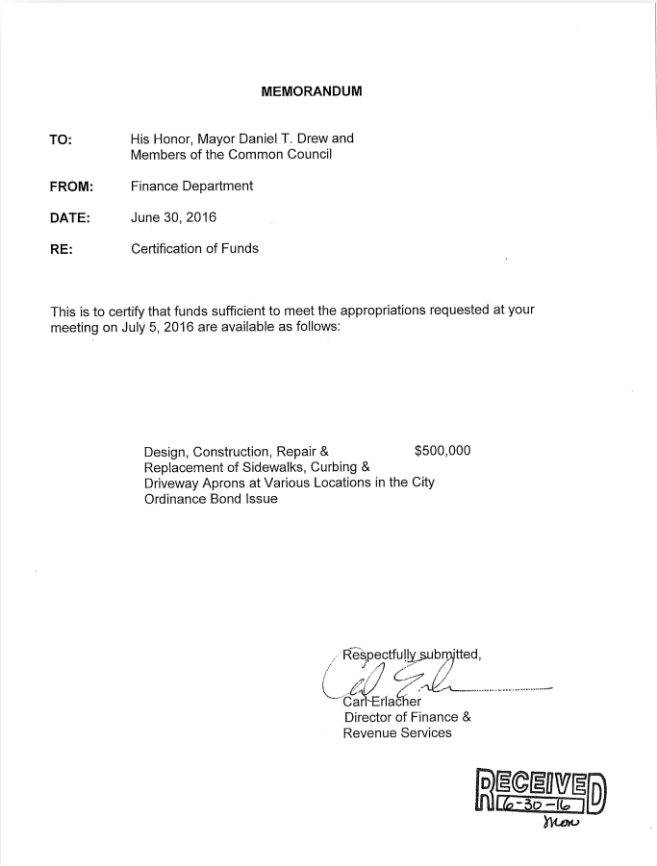 MEMORANDUM
TO: His Honor, Mayor Daniel T. Drew and
Members of the Common Council
FROM: Finance Department
DATE: June 30, 2016
RE: Certification of Funds
This is to certify that funds sufficient to meet the appropriations requested at your
meeting on July 5, 2016 are available as follows:
Design, Construction, Repair & $500,000
Replacement of Sidewalks, Curbing &
Driveway Aprons at Various Locations in the City
Ordinance Bond Issue
Respectfully submitted,
Carl Erlacher
Director of Finance &
Revenue Services
RECEIVED
6-30-16